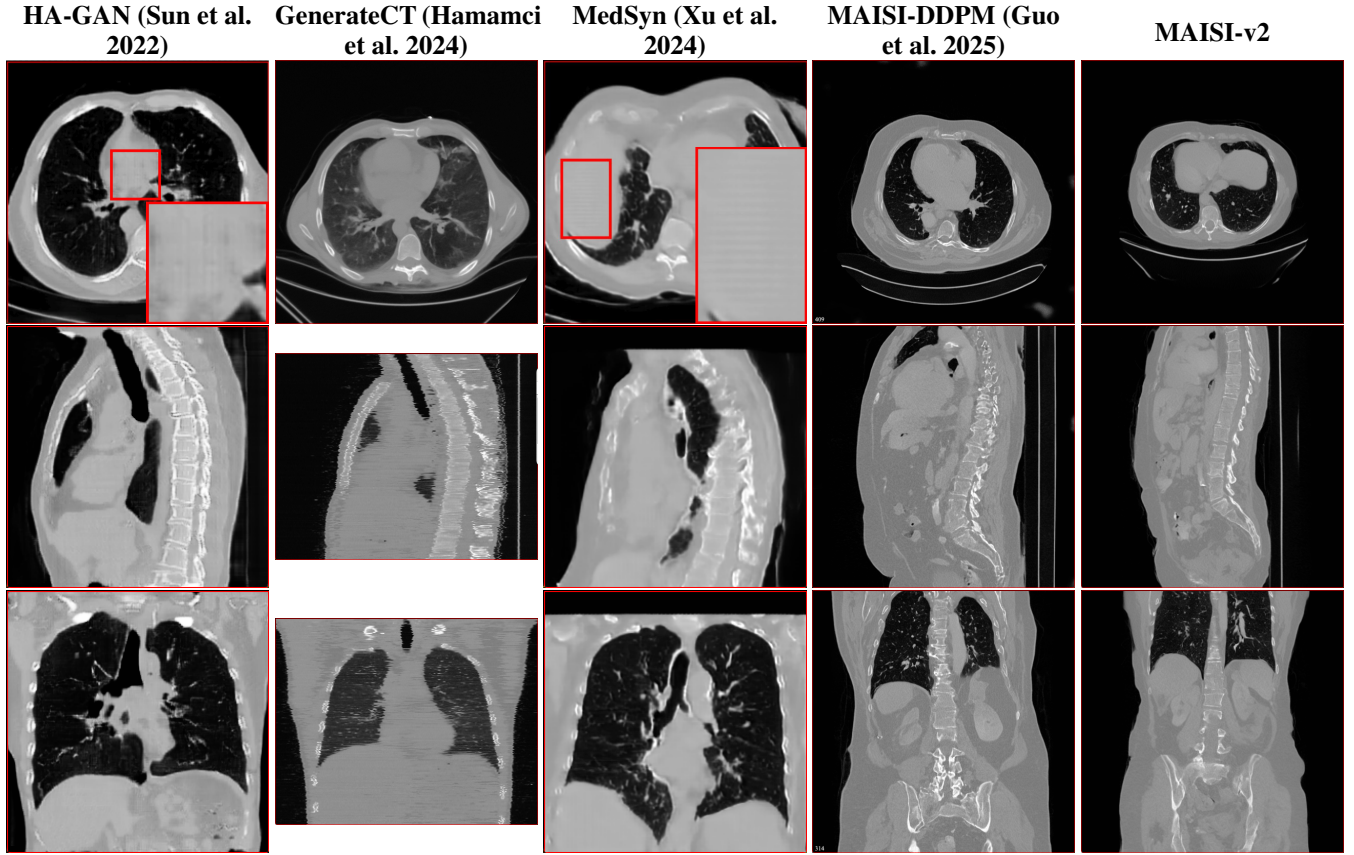 HA-GAN (Sun et al.
2022)
GenerateCT (Hamamci
et al. 2024)
MedSyn (Xu et al.
2024)
MAISI-DDPM (Guo
et al. 2025)
MAISI-v2
409
314